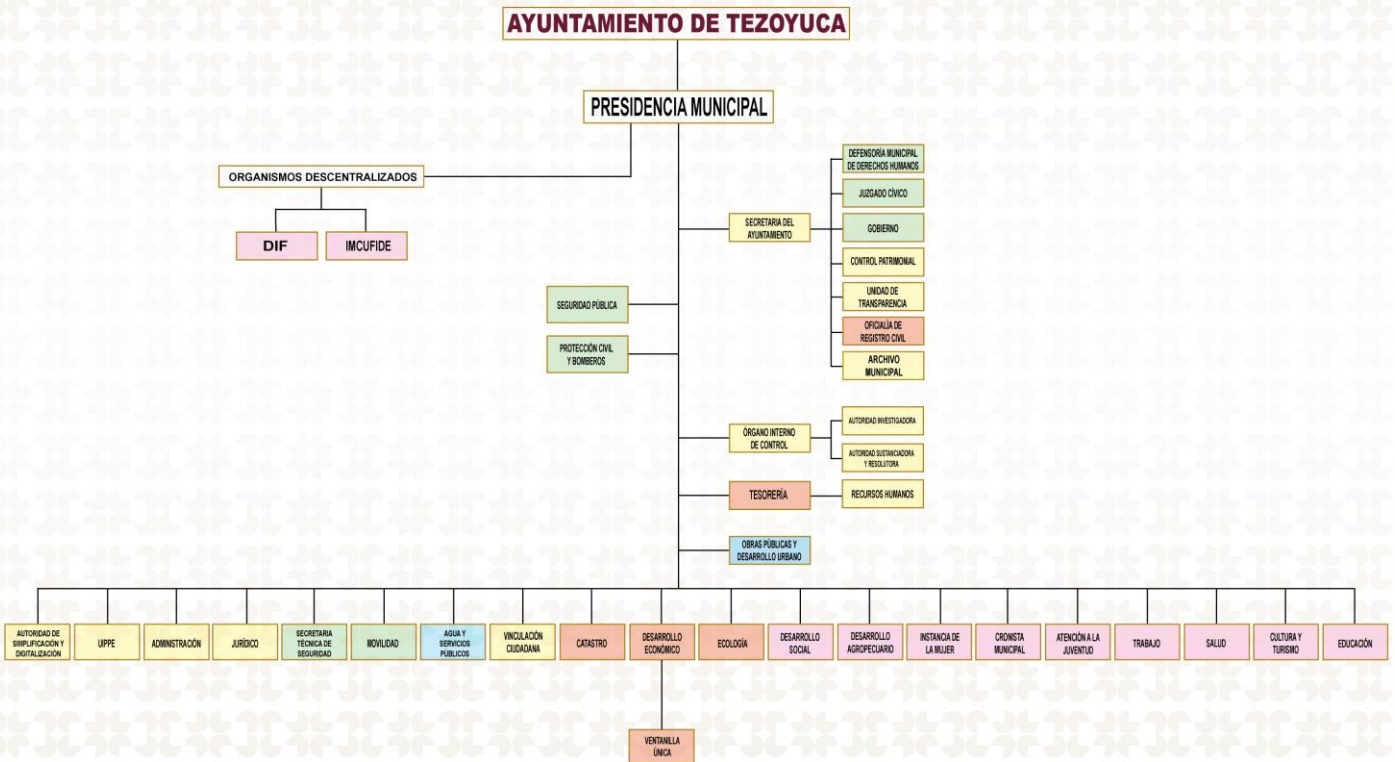 AYUNTAMIENTO DE TEZOYUCA
PRESIDENCIA MUNICIPAL
ORGANISMOS DESCENTRALIZADOS
DIF
IMCUFIDE
SEGURIDAD PÚBLICA
PROTECCIÓN CIVIL
Y BOMBEROS
SECRETARIA DEL
AYUNTAMIENTO
DEFENSORÍA MUNICIPAL
DE DERECHOS HUMANOS
JUZGADO CÍVICO
GOBIERNO
CONTROL PATRIMONIAL
UNIDAD DE
TRANSPARENCIA
OFICIALÍA DE
REGISTRO CIVIL
ARCHIVO
MUNICIPAL
ÓRGANO INTERNO
DE CONTROL
AUTORIDAD INVESTIGADORA
AUTORIDAD SUSTANCIADORA
Y RESOLUTORA
TESORERÍA
RECURSOS HUMANOS
OBRAS PÚBLICAS Y
DESARROLLO URBANO
AUTORIDAD DE
SIMPLIFICACIÓN Y
DIGITALIZACIÓN
UIPPE
ADMINISTRACIÓN
JURÍDICO
SECRETARIA
TÉCNICA DE
SEGURIDAD
MOVILIDAD
AGUA Y
SERVICIOS
PÚBLICOS
VINCULACIÓN
CIUDADANA
CATASTRO
DESARROLLO
ECONÓMICO
ECOLOGÍA
DESARROLLO
SOCIAL
DESARROLLO
AGROPECUARIO
INSTANCIA DE
LA MUJER
CRONISTA
MUNICIPAL
ATENCIÓN A LA
JUVENTUD
TRABAJO
SALUD
CULTURA Y
TURISMO
EDUCACIÓN
VENTANILLA
ÚNICA